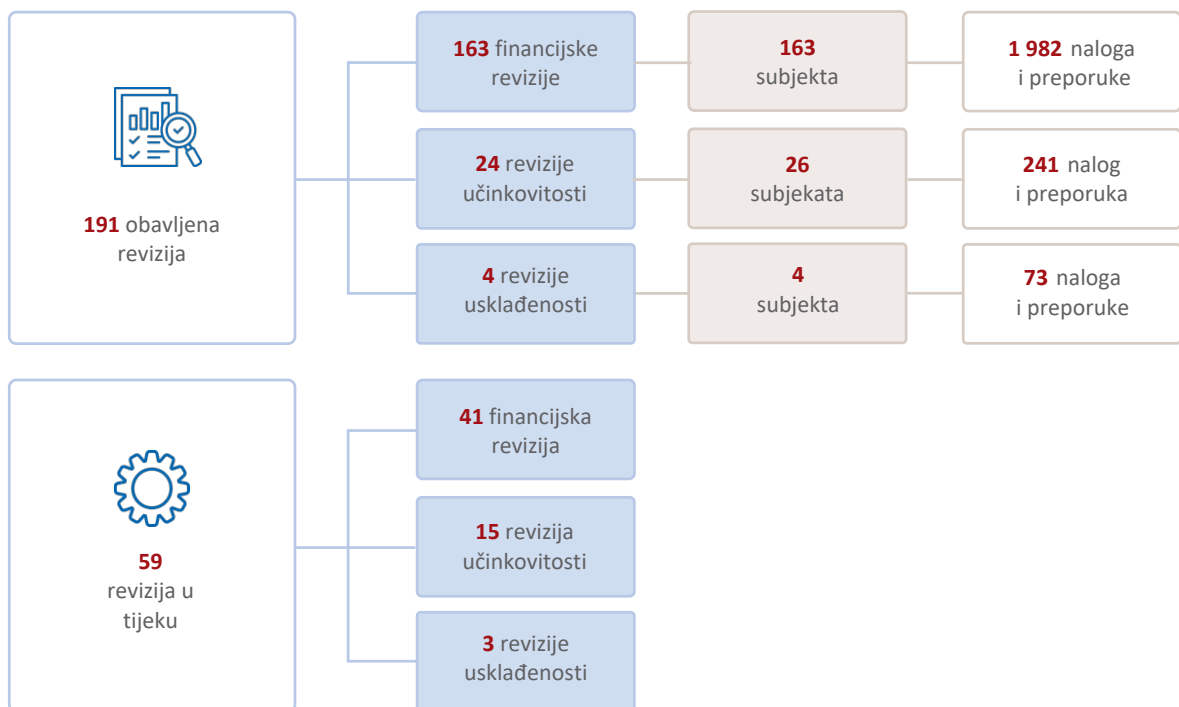 191 obavljena
revizija
163 financijske
revizije
163
subjekta
1 982 naloga
i preporuke
24 revizije
učinkovitosti
26
subjekata
241 nalog
i preporuka
4 revizije
usklađenosti
4
subjekta
73 naloga
i preporuke
59
revizija u
tijeku
41 financijska
revizija
15 revizija
učinkovitosti
3 revizije
usklađenosti